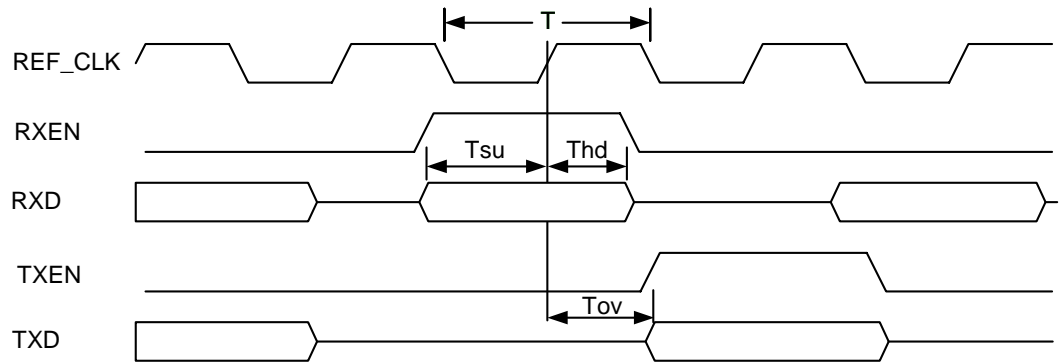 T
REF_CLK
RXEN
Tsu
Thd
RXD
TXEN
Tov
TXD